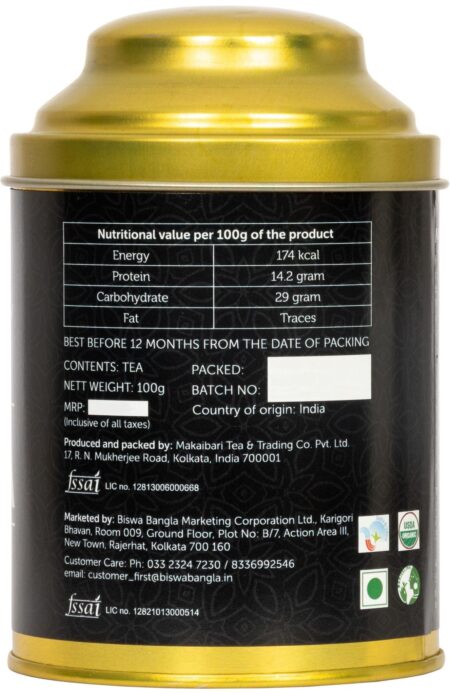 Nutritional value per 100g of the product
Energy 174 kcal
Protein 14.2 gram
Carbohydrate 29 gram
Fat Traces
BEST BEFORE 12 MONTHS FROM THE DATE OF PACKING
CONTENTS: TEA
NETT WEIGHT: 100g
MRP:
(Inclusive of all taxes)
PACKED:
BATCH NO:
Country of origin: India
Produced and packed by: Makaibari Tea & Trading Co. Pvt. Ltd.
17, R. N. Mukherjee Road, Kolkata, India 700001
fssai LIC no. 12813006000668
Marketed by: Biswa Bangla Marketing Corporation Ltd., Karigori
Bhavan, Room 009, Ground Floor, Plot No: B/7, Action Area III,
New Town, Rajerhat, Kolkata 700 160
Customer Care: Ph: 033 2324 7230 / 8336992546
email: customer_first@biswabangla.in
fssai LIC no. 12821013000514
USDA
ORGANIC